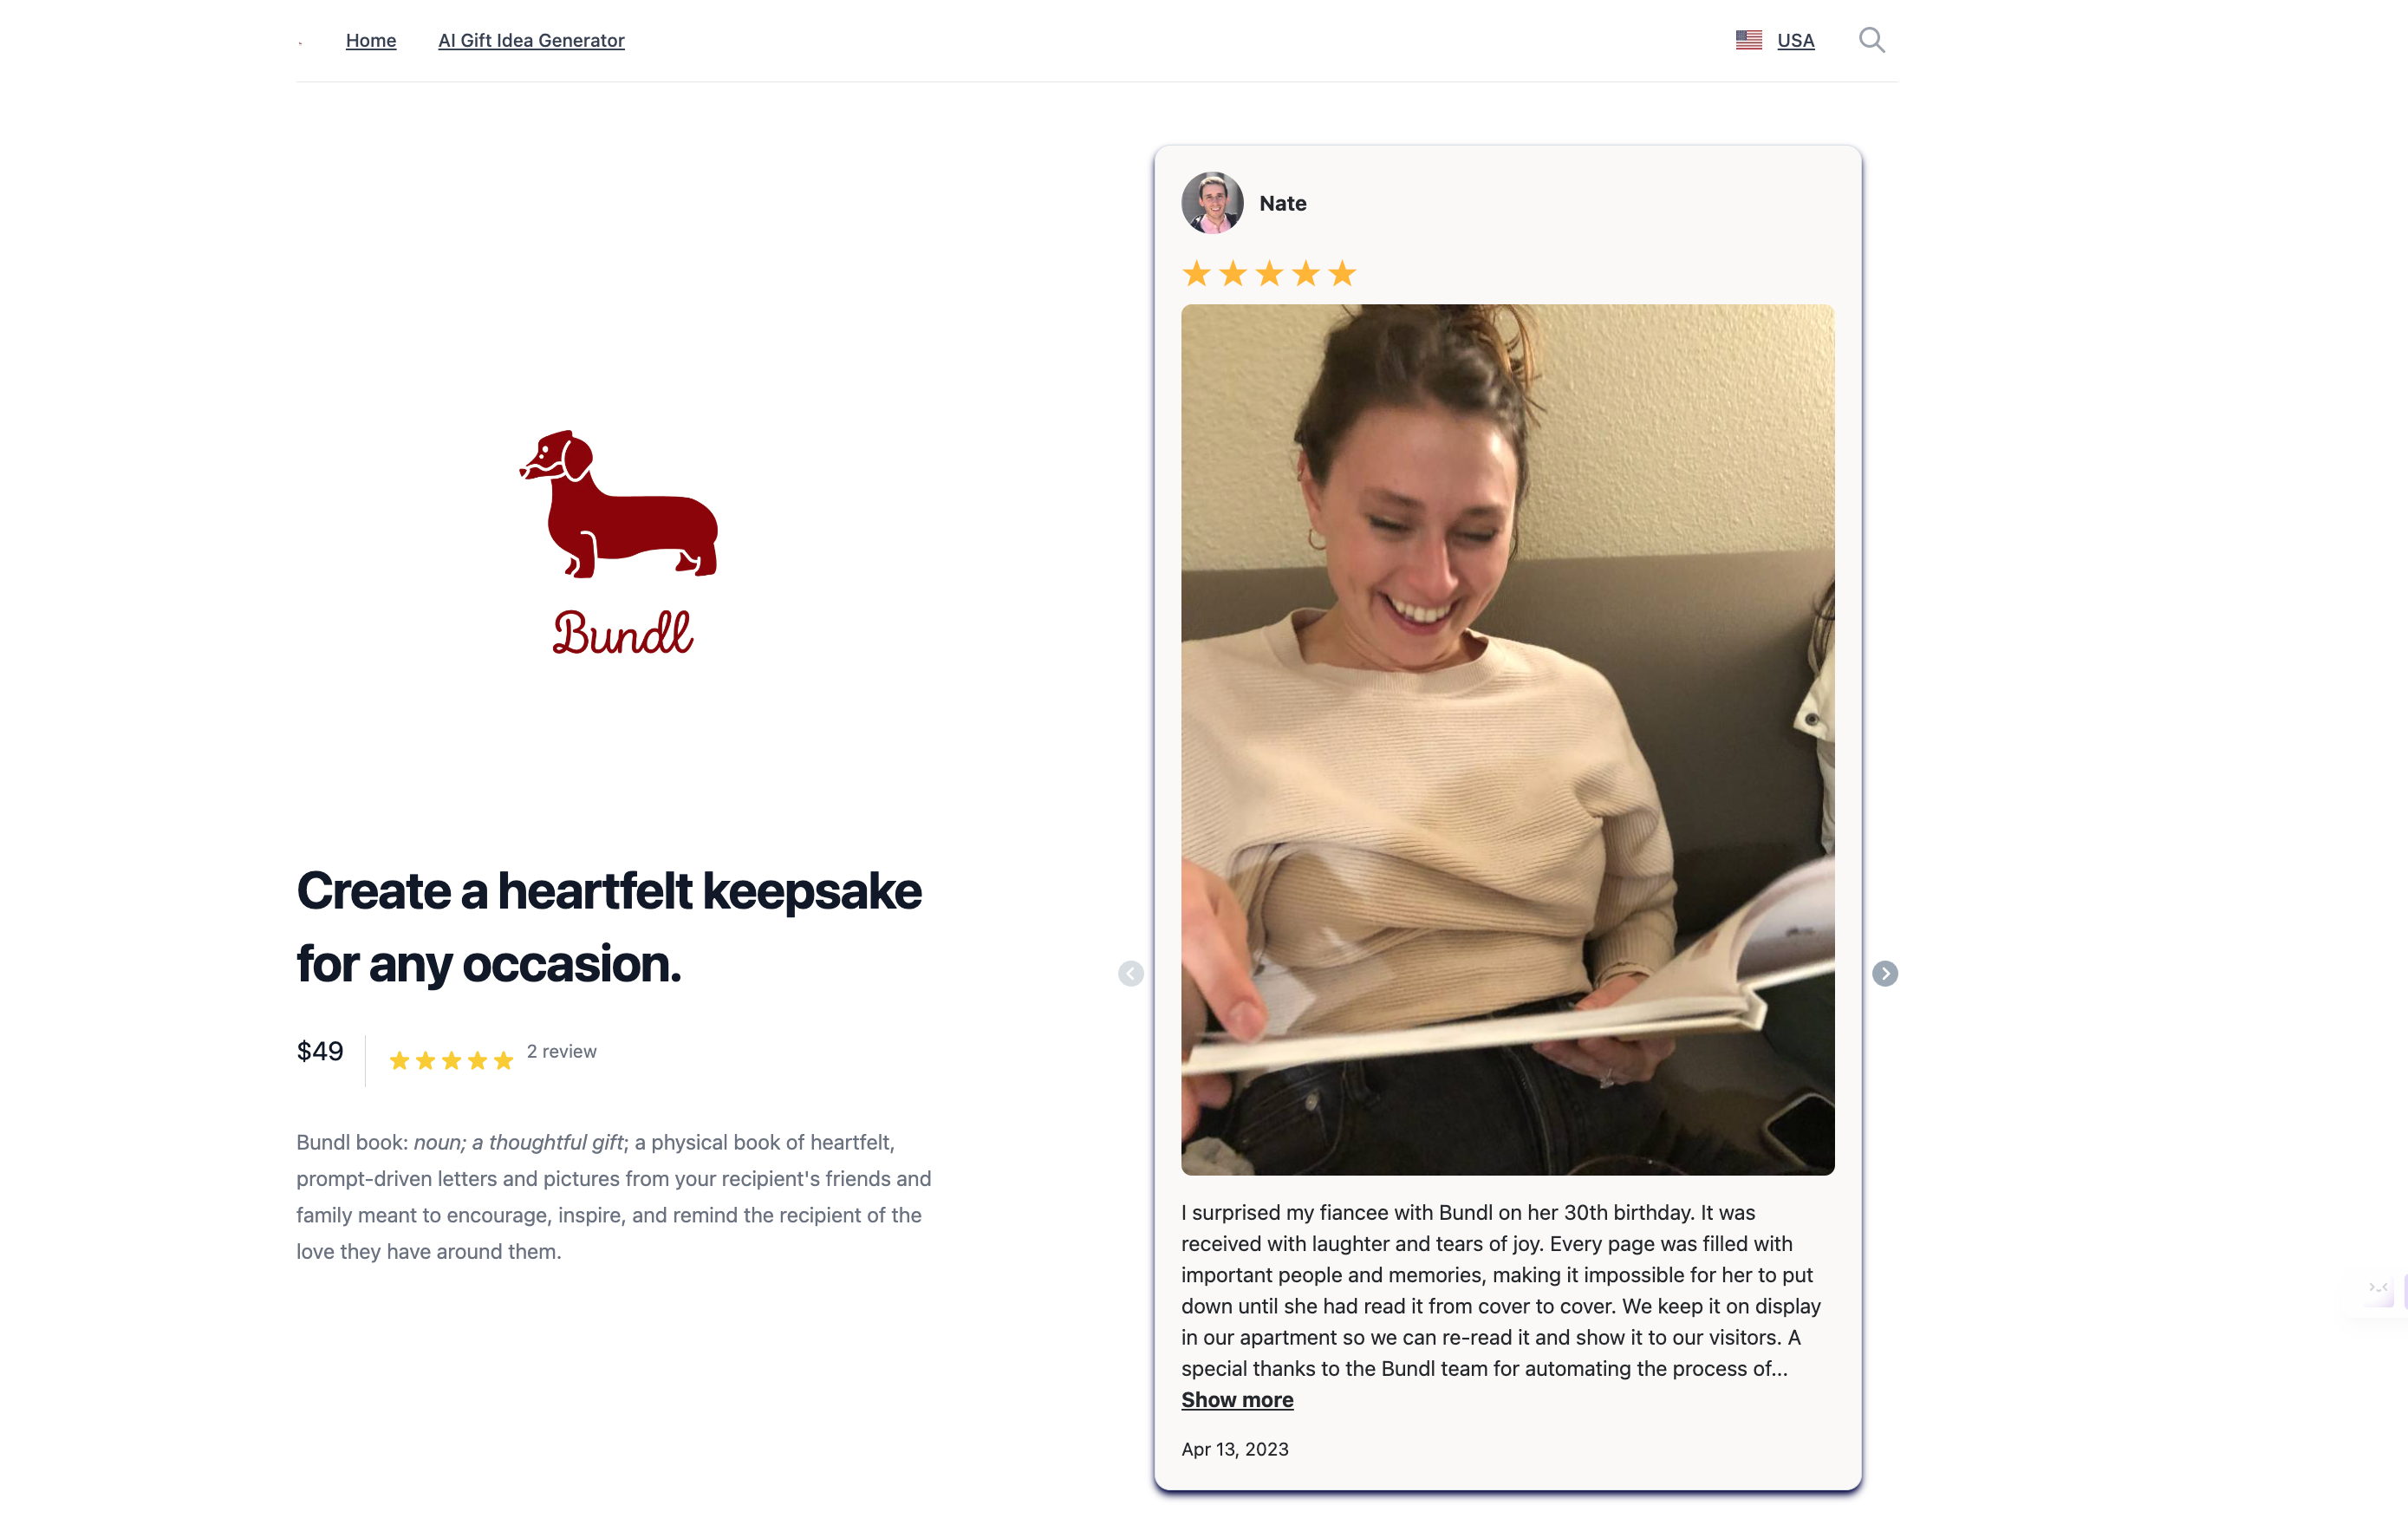 Home
AI Gift Idea Generator
USA
Bundl
Create a heartfelt keepsake
for any occasion.
$49
2 review
Bundl book: noun; a thoughtful gift; a physical book of heartfelt,
prompt-driven letters and pictures from your recipient's friends and
family meant to encourage, inspire, and remind the recipient of the
love they have around them.
Nate
I surprised my fiancee with Bundl on her 30th birthday. It was
received with laughter and tears of joy. Every page was filled with
important people and memories, making it impossible for her to put
down until she had read it from cover to cover. We keep it on display
in our apartment so we can re-read it and show it to our visitors. A
special thanks to the Bundl team for automating the process of...
Show more
Apr 13, 2023